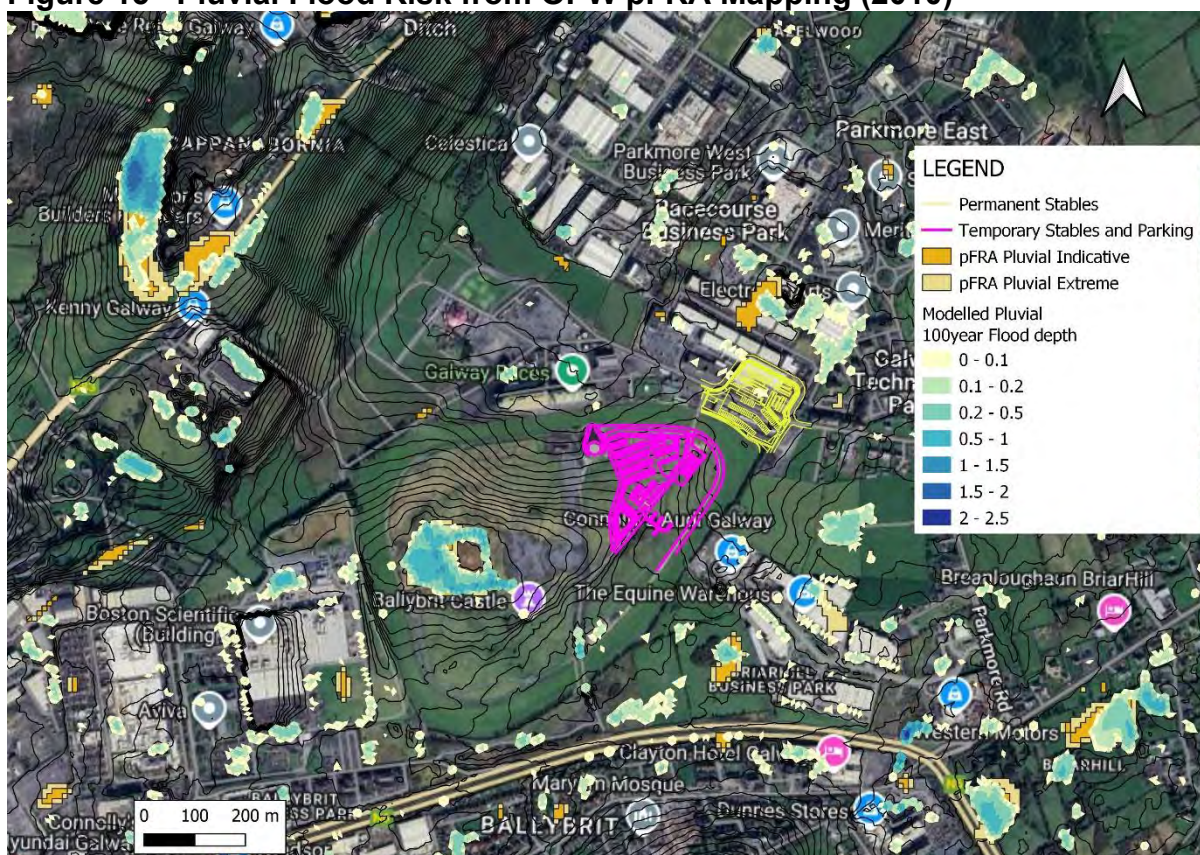 Figure 10 - Pluvial Flood Risk from OPW pFRA Mapping (2010)
Galway
Ditch
CAPPANABORNIA
Celestica
Parkmore West
Business Park
Parkmore East
Racecourse
Business Park
Builders
Kenny Galway
Galway Races
LEGEND
Permanent Stables
Temporary Stables and Parking
pFRA Pluvial Indicative
pFRA Pluvial Extreme
Modelled Pluvial
100year Flood depth
0 - 0.1
0.1 - 0.2
0.2 - 0.5
0.5 - 1
1 - 1.5
1.5 - 2
2 - 2.5
Audi Galway
Ballybrit Castle
The Equine Warehouse
Breanloughaun BriarHill
Boston Scientific
(Building
Parkmore Rd
BRIARHILL
BUSINESS PARK
Aviva
Western Motors
BRIARHILL
Clayton Hotel
Mosque
Dunnes Stores
BALLYBRIT
0 100 200 m
BALLYBRIT